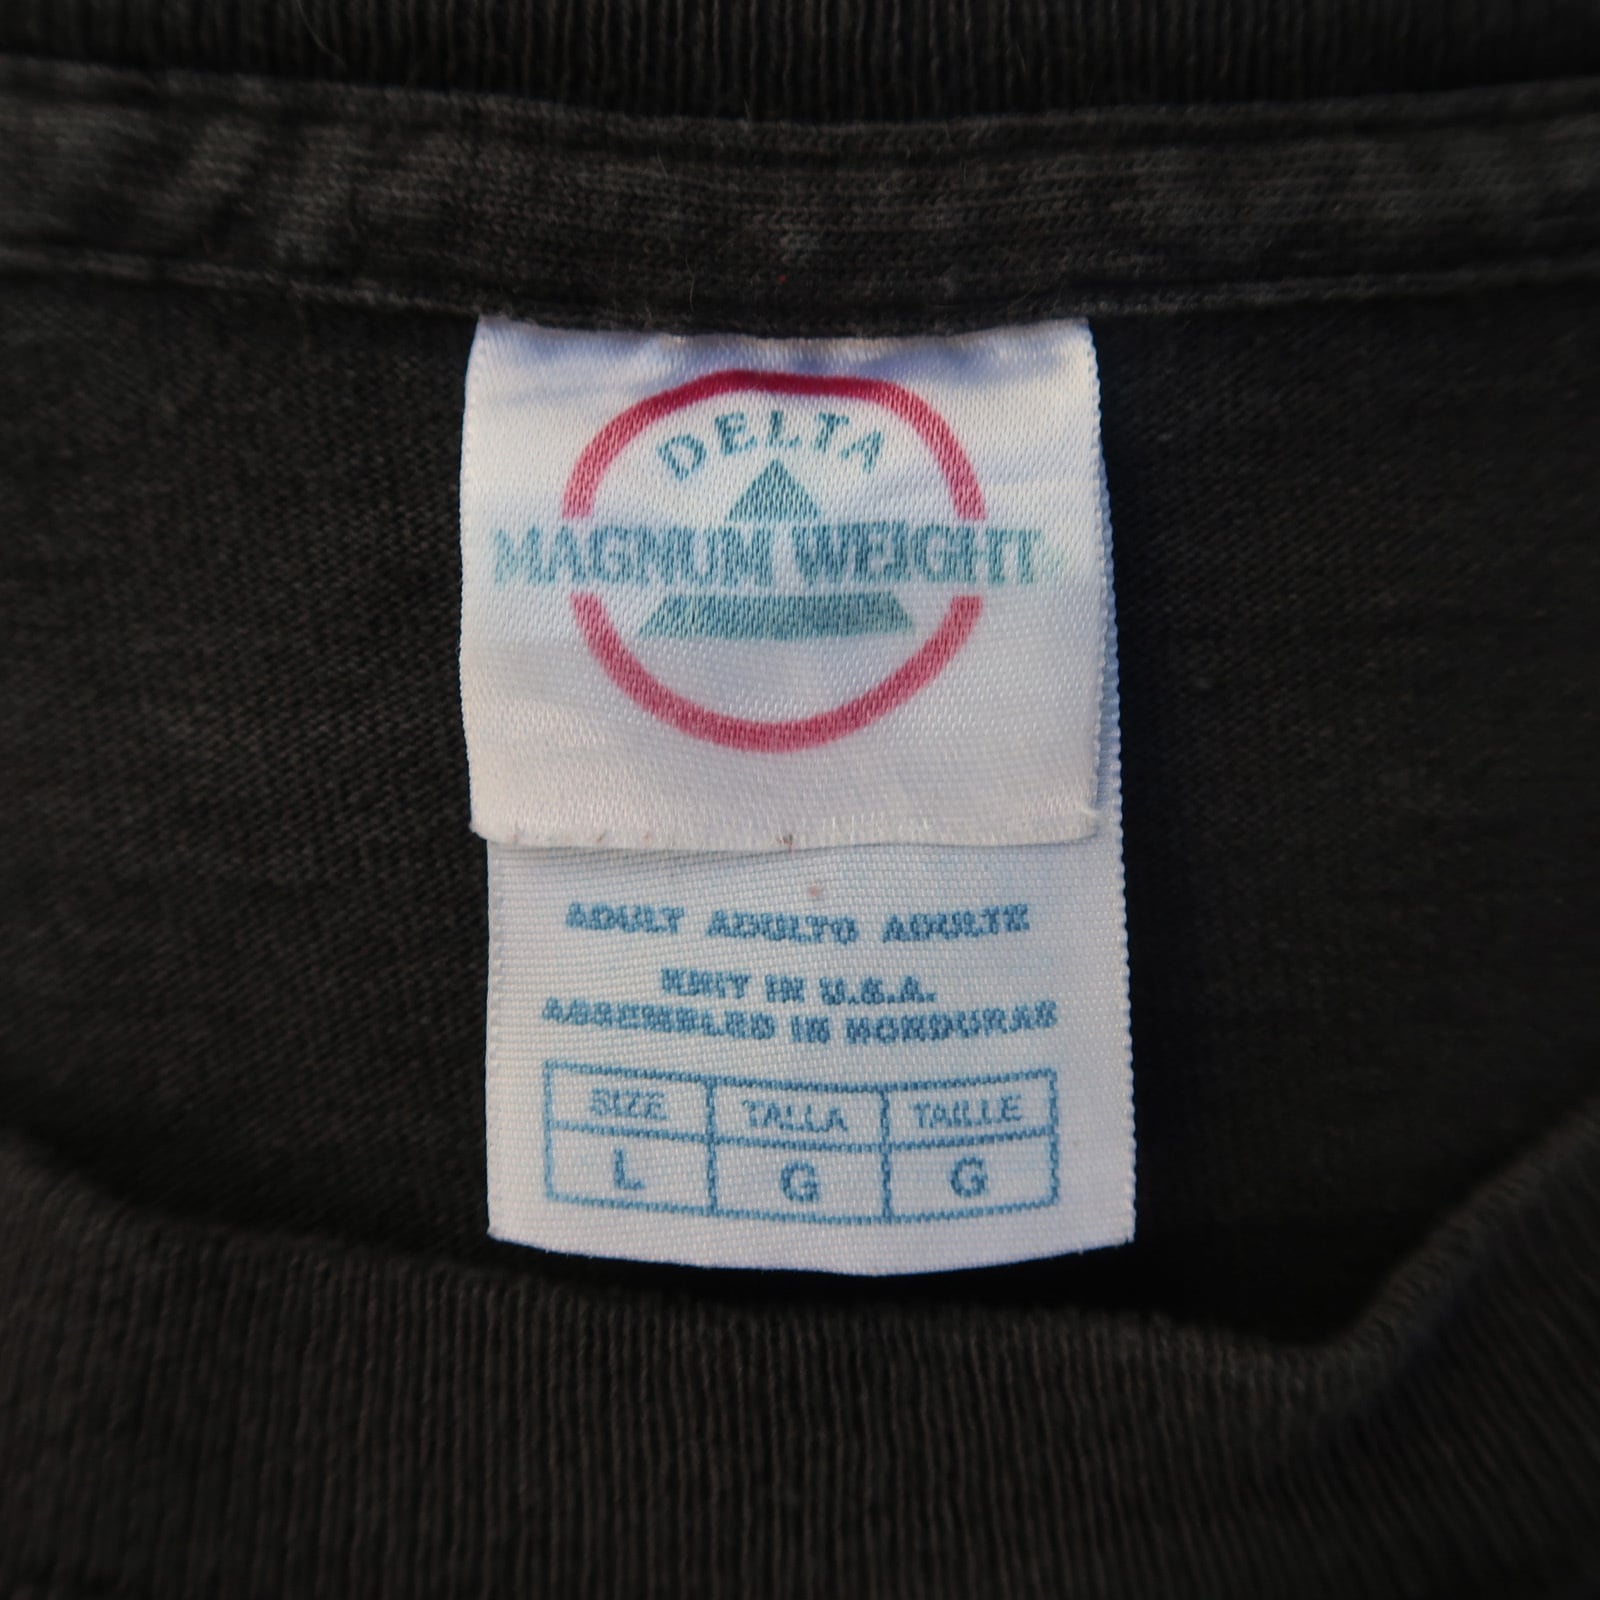 DELTA
MAGNUM WEIGHT
ADULT ADULTO ADULTE
KNIT IN U.S.A.
ASSEMBLED IN HONDURAS
SIZE TALLA TAILLE
L G G